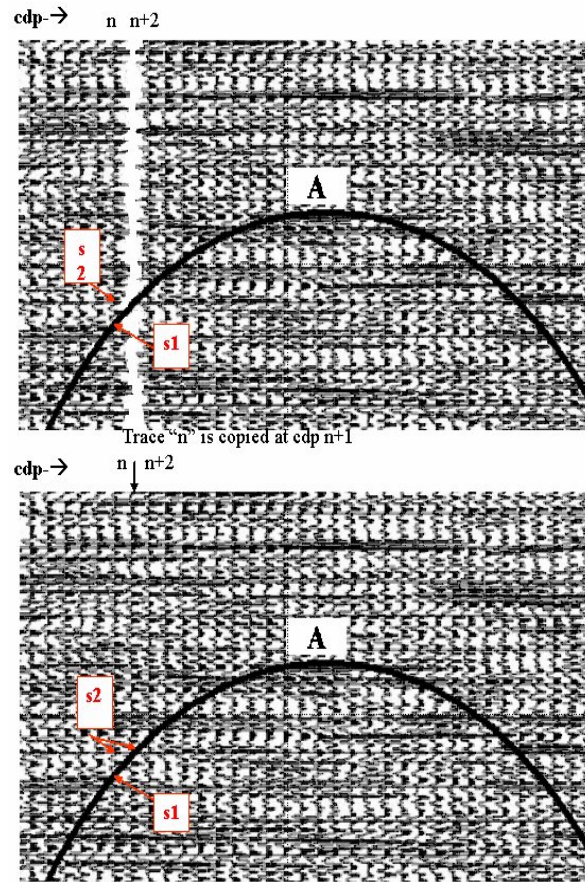 cdp-→ n n+2
A
s
2
s1
Trace “n” is copied at cdp n+1
cdp-→ n n+2
A
s2
s1